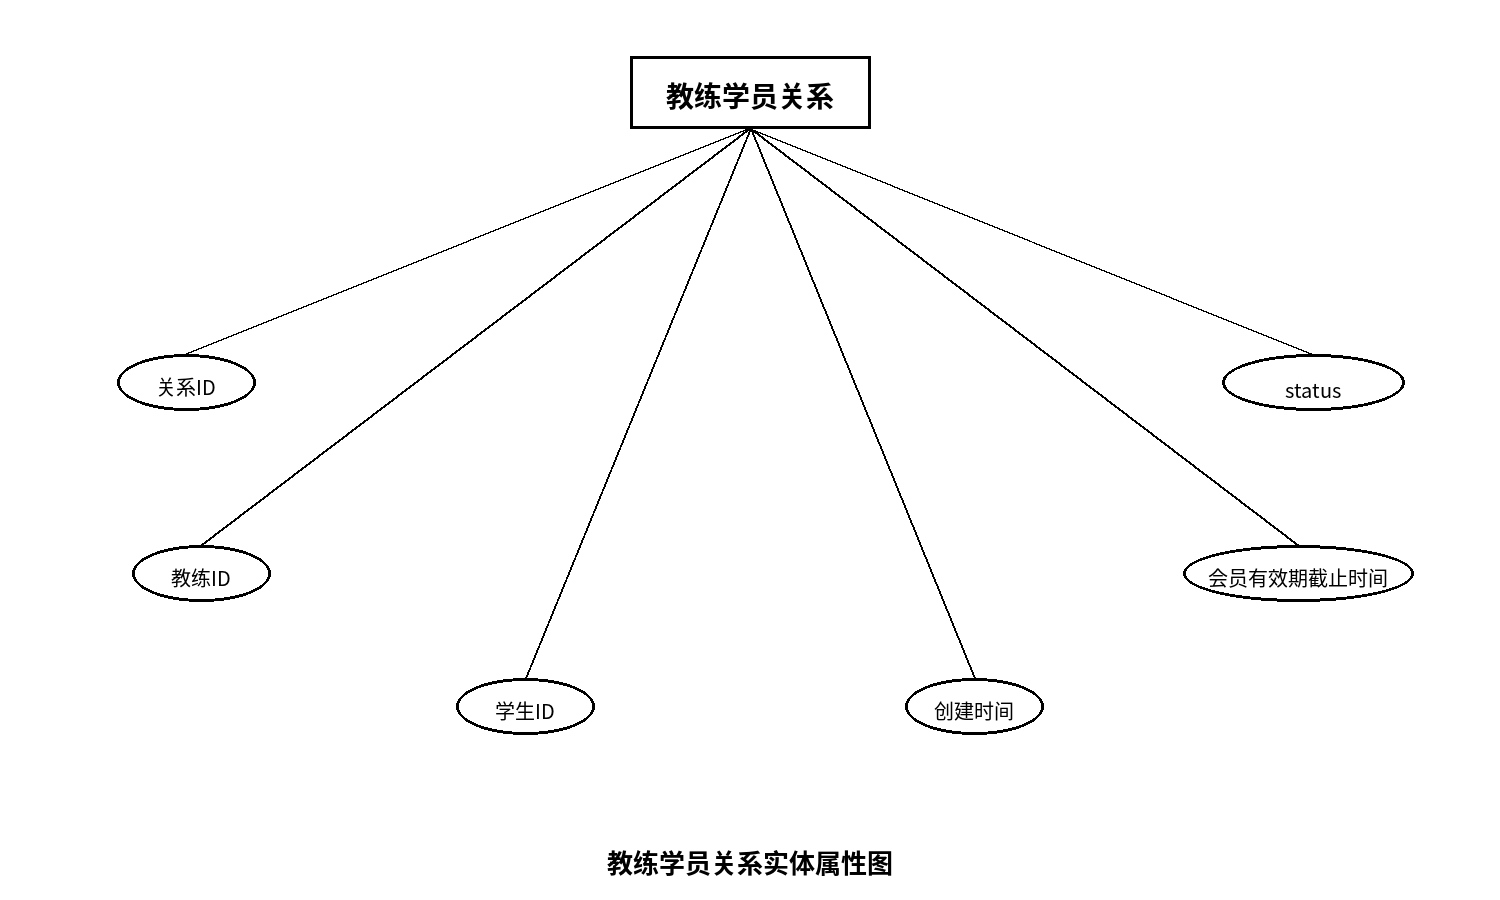 教练学员关系
关系ID
status
教练ID
会员有效期截止时间
学生ID
创建时间
教练学员关系实体属性图